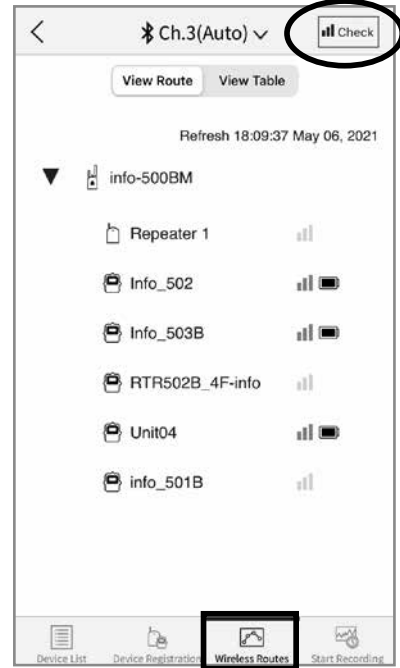 Ch.3(Auto)
Check
View Route View Table
Refresh 18:09:37 May 06, 2021
info-500BM
Repeater 1
Info_502
Info_503B
RTR502B_4F-info
Unit04
info_501B
Device List Device Registration Wireless Routes Start Recording